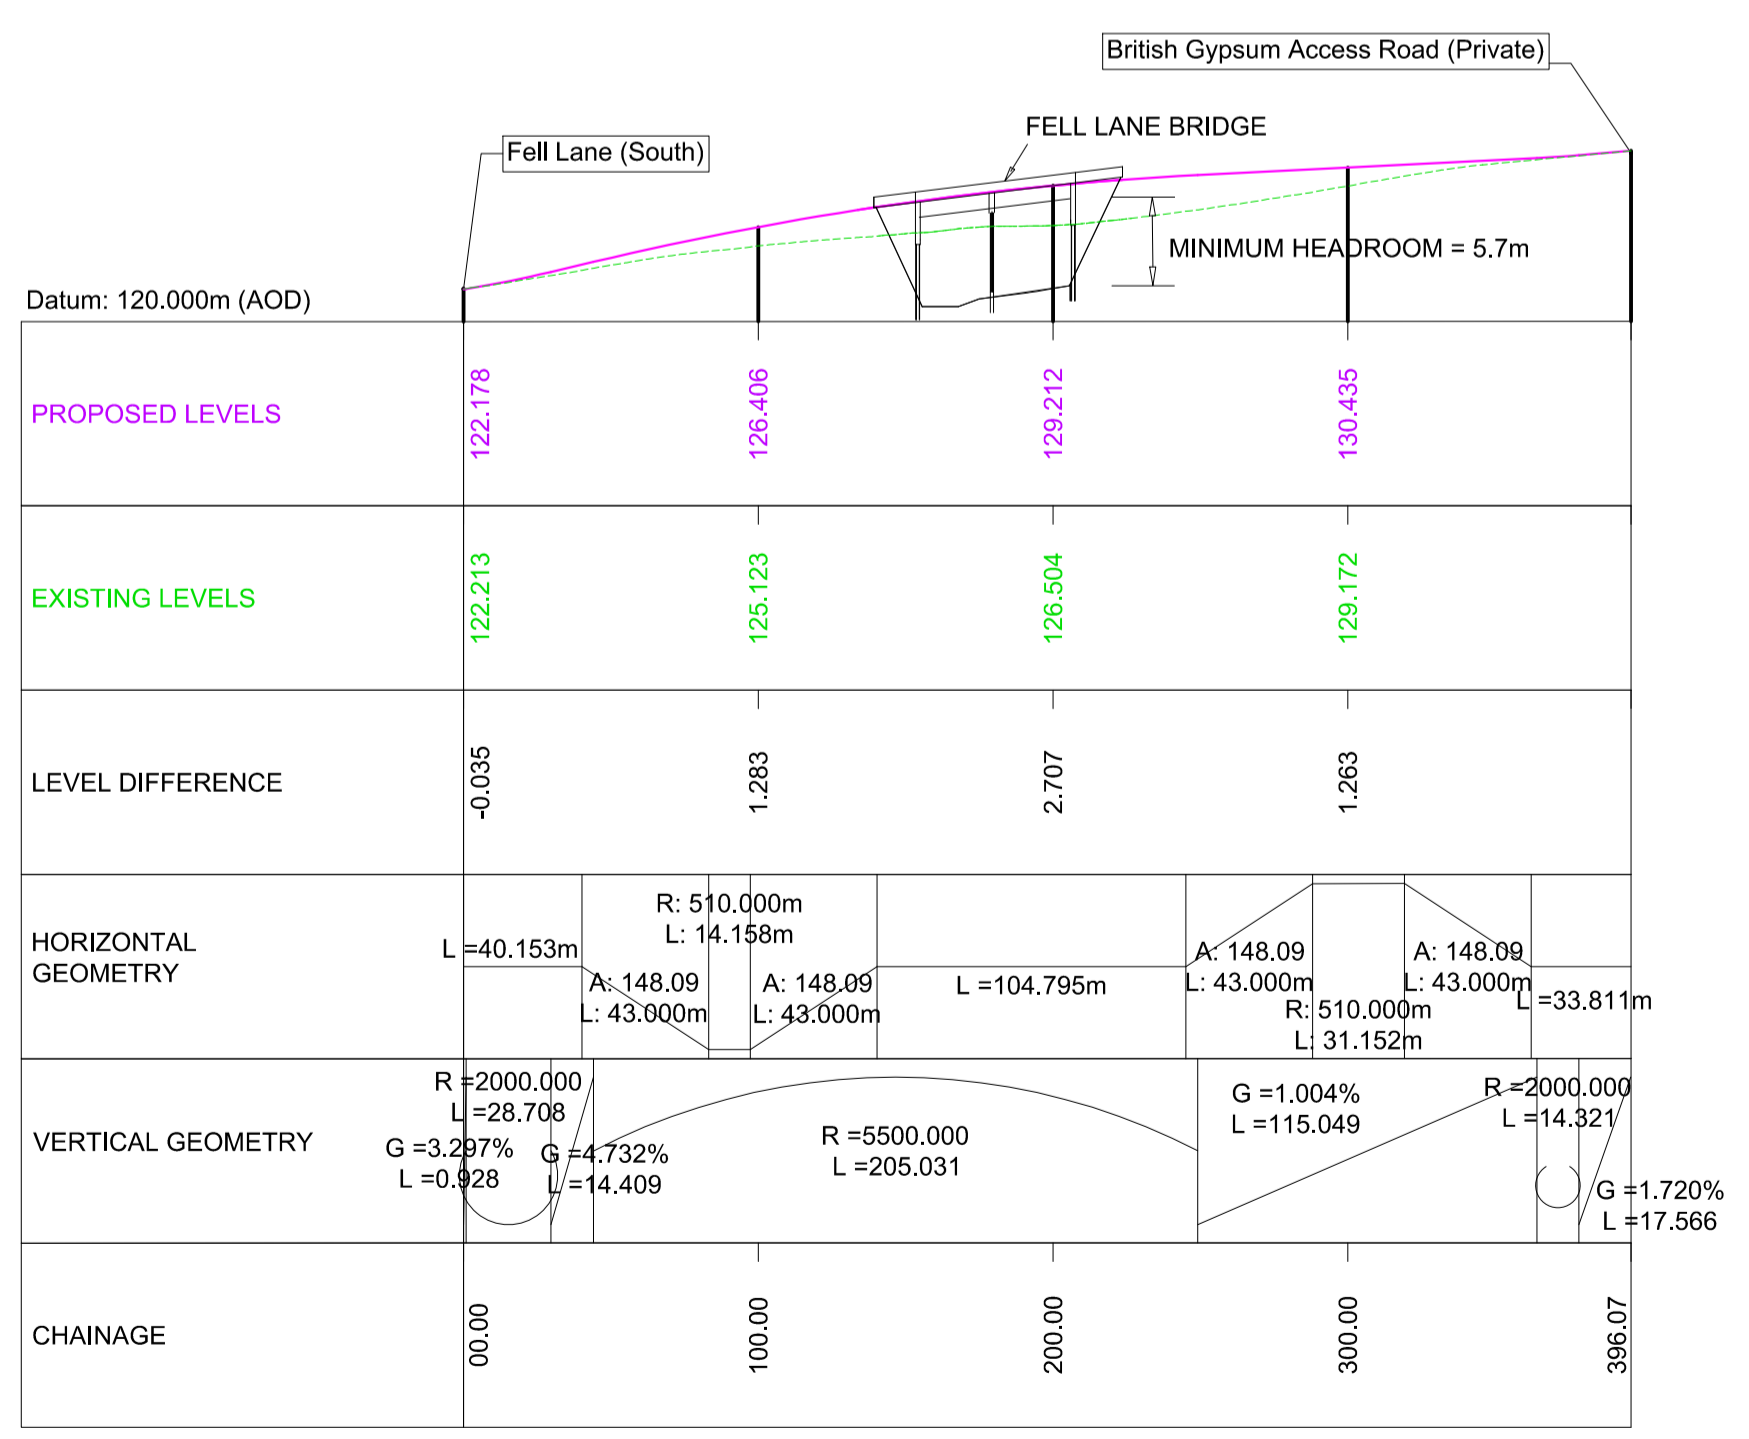 British Gypsum Access Road (Private)
FELL LANE BRIDGE
Fell Lane (South)
MINIMUM HEADROOM = 5.7m
Datum: 120.000m (AOD)
PROPOSED LEVELS
122.178
126.406
129.212
130.435
EXISTING LEVELS
122.213
125.123
126.504
129.172
LEVEL DIFFERENCE
-0.035
1.283
2.707
1.263
HORIZONTAL
GEOMETRY
L =40.153m
A: 148.09
L: 43.000m
R: 510.000m
L: 14.158m
A: 148.09
L: 43.000m
L =104.795m
A: 148.09
L: 43.000m
R: 510.000m
L: 31.152m
A: 148.09
L: 43.000m
L =33.811m
VERTICAL GEOMETRY
G =3.297%
L =0.928
R =2000.000
L =28.708
G =4.732%
L =14.409
R =5500.000
L =205.031
G =1.004%
L =115.049
R =2000.000
L =14.321
G =1.720%
L =17.566
CHAINAGE
00.00
100.00
200.00
300.00
396.07